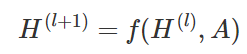 H^{(l+1)} = f(H^{(l)}, A)